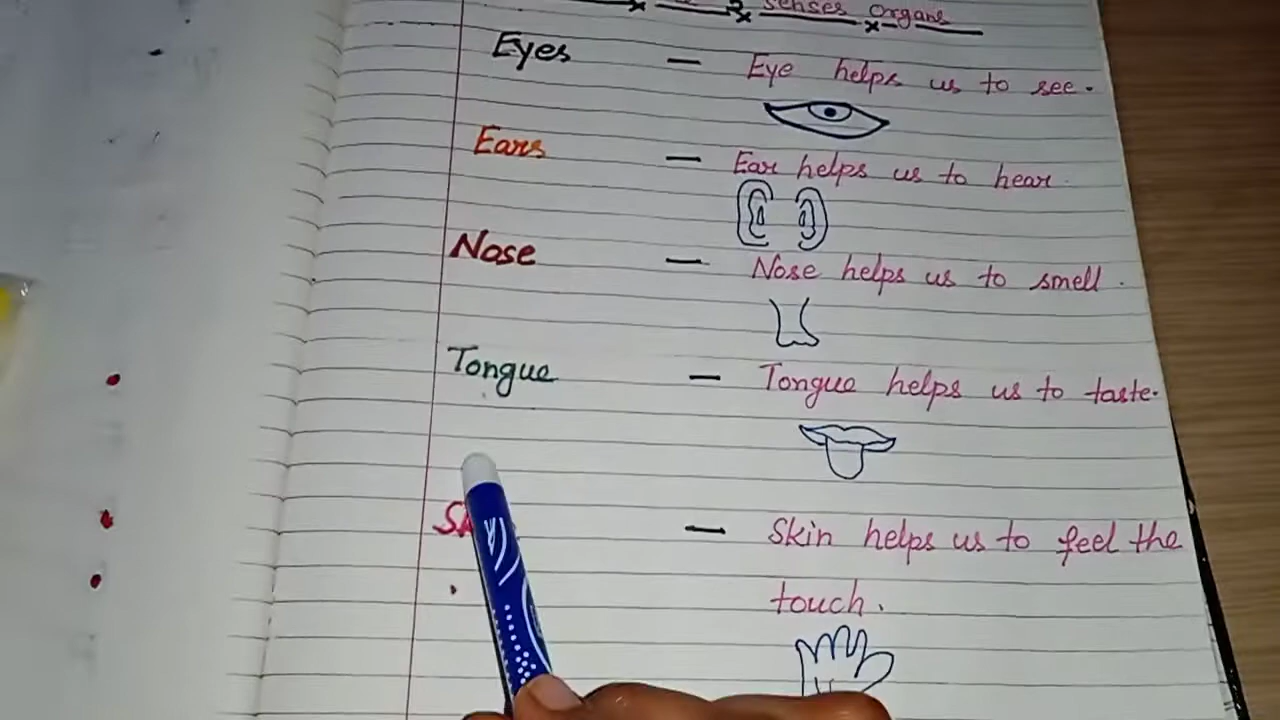 Senses Organs
Eyes — Eye helps us to see.
Ears — Ear helps us to hear.
Nose — Nose helps us to smell.
Tongue — Tongue helps us to taste.
— Skin helps us to feel the
touch.